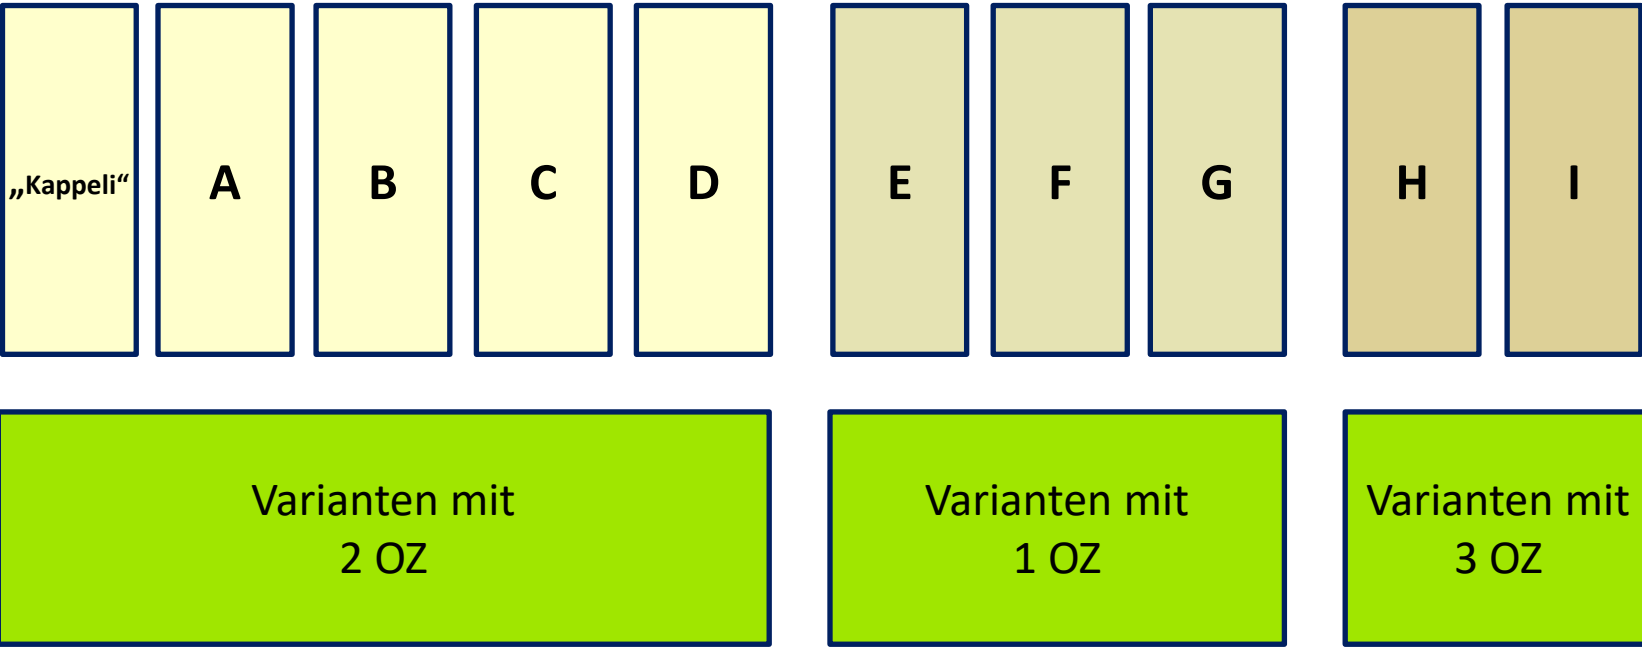 „Kappeli“
A
B
C
D
E
F
G
H
I
Varianten mit
2 OZ
Varianten mit
1 OZ
Varianten mit
3 OZ